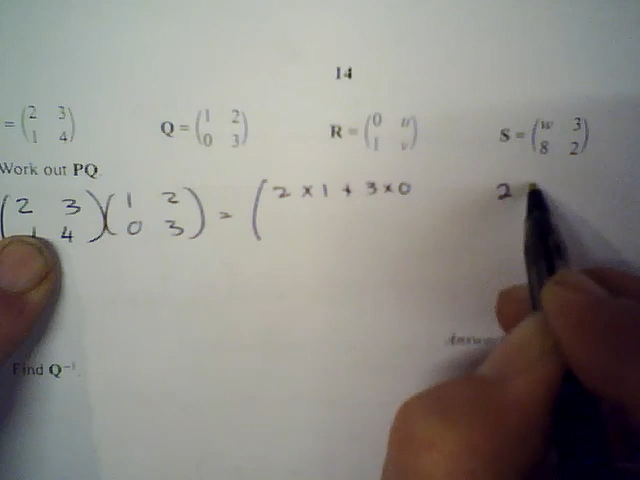 14
= (2 3 Q = (1 2 R = (0 u S = (w 3
1 4) 0 3) 1 v) 8 2)
Work out PQ.
(2 3)(1 2) = (2 × 1 + 3 × 0 2
1 4 0 3
Answer
Find Q⁻¹